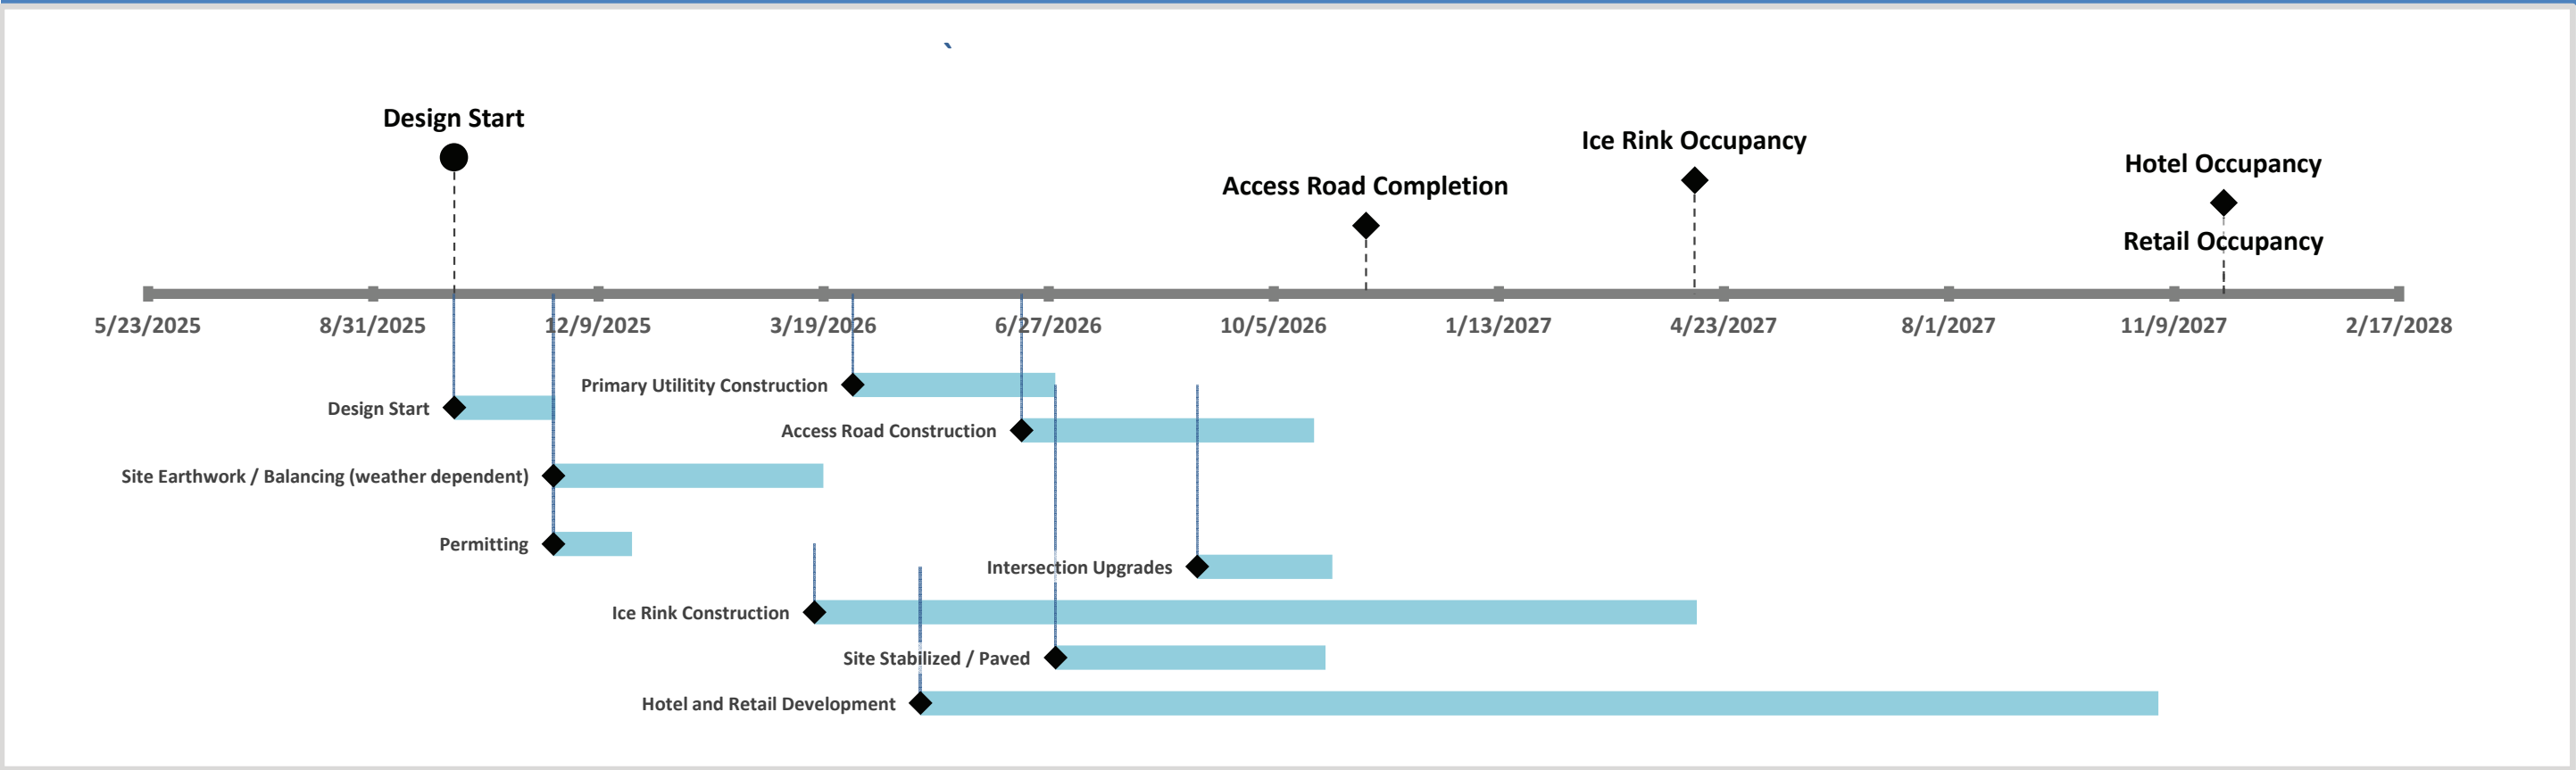 `
Design Start
Ice Rink Occupancy
Hotel Occupancy
Access Road Completion
Retail Occupancy
5/23/2025 8/31/2025 12/9/2025 3/19/2026 6/27/2026 10/5/2026 1/13/2027 4/23/2027 8/1/2027 11/9/2027 2/17/2028
Primary Utilitity Construction
Design Start
Access Road Construction
Site Earthwork / Balancing (weather dependent)
Permitting
Intersection Upgrades
Ice Rink Construction
Site Stabilized / Paved
Hotel and Retail Development